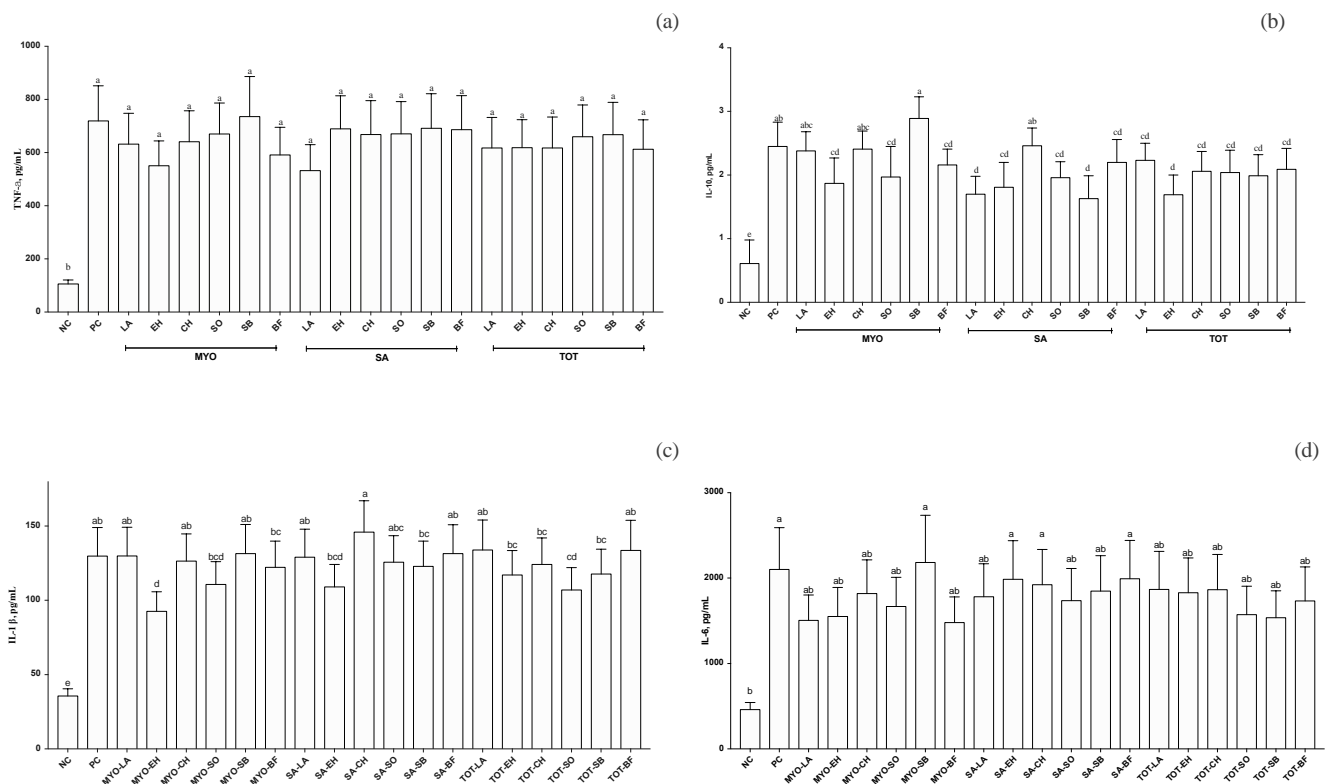 (a)
TNF-a, pg/mL
1000
800
600
400
200
0
b a a a a a a a a a a a a a a a a a a a
NC PC LA EH CH SO SB BF LA EH CH SO SB BF LA EH CH SO SB BF
MYO SA TOT
(b)
IL-10, pg/mL
4
3
2
1
0
e ab abc cd abc cd a cd d cd ab cd d cd cd d cd cd cd cd
NC PC LA EH CH SO SB BF LA EH CH SO SB BF LA EH CH SO SB BF
MYO SA TOT
(c)
IL-1 β, pg/mL
150
100
50
0
e ab ab d ab bcd ab bc ab bcd a abc bc ab ab bc bc cd bc ab
NC PC MYO-LA MYO-EH MYO-CH MYO-SO MYO-SB MYO-BF SA-LA SA-EH SA-CH SA-SO SA-SB SA-BF TOT-LA TOT-EH TOT-CH TOT-SO TOT-SB TOT-BF
(d)
IL-6, pg/mL
3000
2000
1000
0
b a ab ab ab ab a ab ab a a ab ab a ab ab ab ab ab ab
NC PC MYO-LA MYO-EH MYO-CH MYO-SO MYO-SB MYO-BF SA-LA SA-EH SA-CH SA-SO SA-SB SA-BF TOT-LA TOT-EH TOT-CH TOT-SO TOT-SB TOT-BF